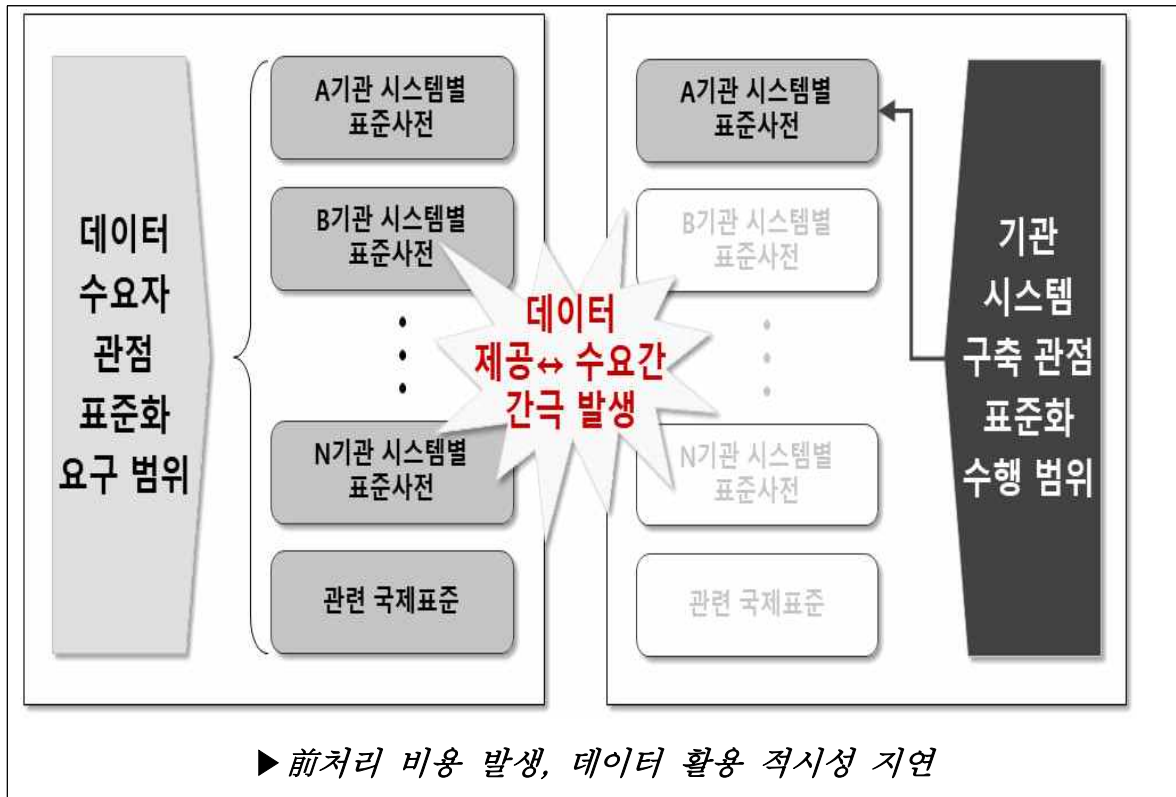 데이터
수요자
관점
표준화
요구 범위
A기관 시스템별
표준사전
B기관 시스템별
표준사전
N기관 시스템별
표준사전
관련 국제표준
데이터
제공↔ 수요간
간극 발생
A기관 시스템별
표준사전
B기관 시스템별
표준사전
N기관 시스템별
표준사전
관련 국제표준
기관
시스템
구축 관점
표준화
수행 범위
▶前처리 비용 발생, 데이터 활용 적시성 지연